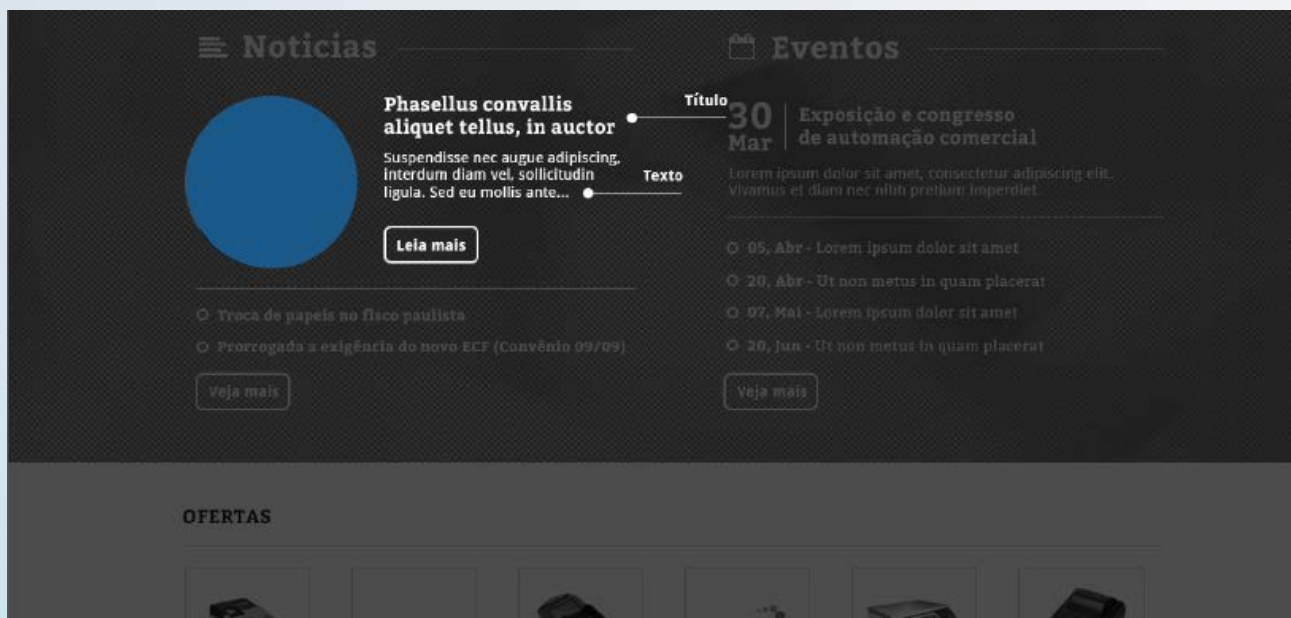 Noticias
Phasellus convallis
aliquet tellus, in auctor
Título
Suspendisse nec augue adipiscing,
interdum diam vel, sollicitudin
ligula. Sed eu mollis ante...
Texto
Leia mais
Troca de papeis no fisco paulista
Prorrogada a exigência do novo ECF (Convênio 09/09)
Veja mais
Eventos
30
Mar
Exposição e congresso
de automação comercial
Lorem ipsum dolor sit amet, consectetur adipiscing elit.
Vivamus et diam nec nibh pretium imperdiet.
05, Abr - Lorem ipsum dolor sit amet
20, Abr - Ut non metus in quam placerat
07, Mai - Lorem ipsum dolor sit amet
20, Jun - Ut non metus in quam placerat
Veja mais
OFERTAS